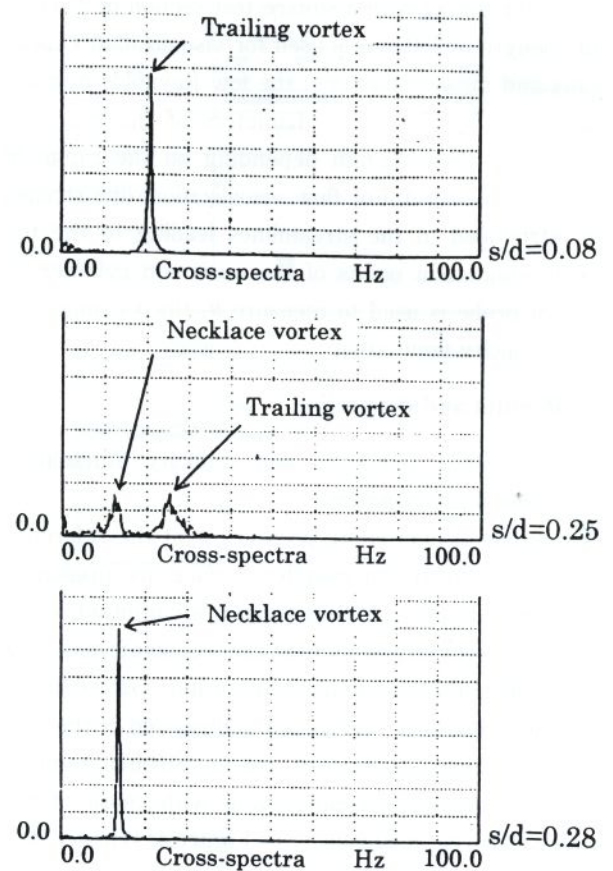 Trailing vortex
0.0
s/d=0.08
0.0 Cross-spectra Hz 100.0
Necklace vortex
Trailing vortex
0.0
s/d=0.25
0.0 Cross-spectra Hz 100.0
Necklace vortex
0.0
s/d=0.28
0.0 Cross-spectra Hz 100.0